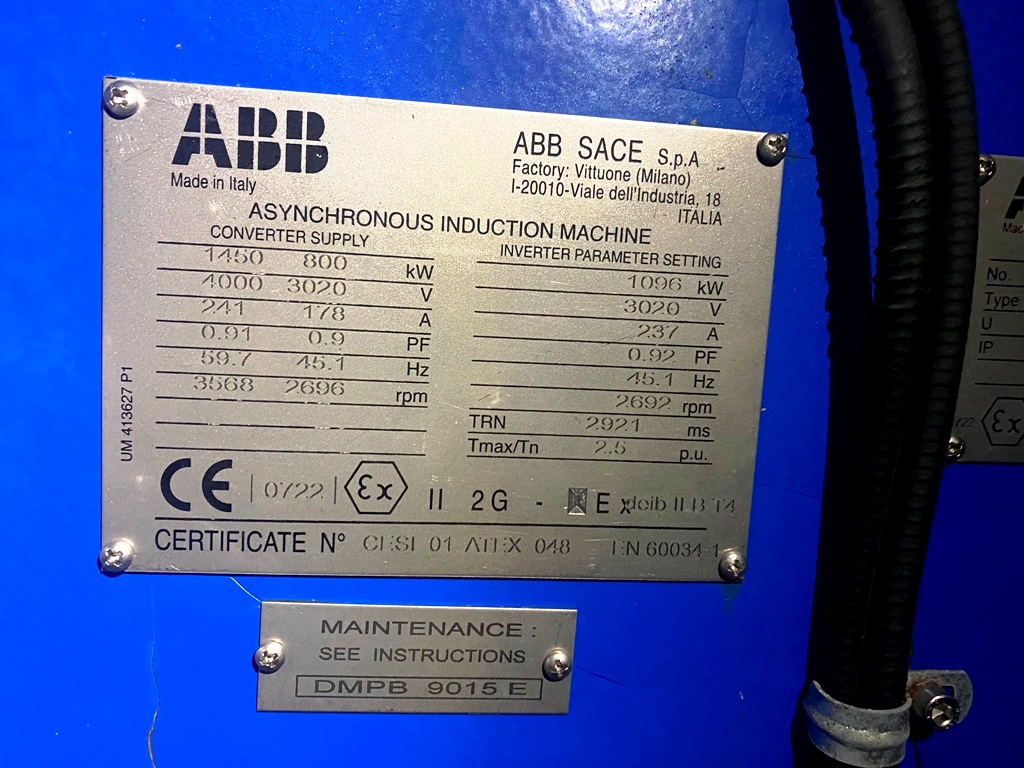 ABB
Made in Italy
ABB SACE S.p.A
Factory: Vittuone (Milano)
I-20010-Viale dell'Industria, 18
ITALIA
ASYNCHRONOUS INDUCTION MACHINE
CONVERTER SUPPLY
1450 800 kW
4000 3020 V
241 178 A
0.91 0.9 PF
59.7 45.1 Hz
3568 2696 rpm
INVERTER PARAMETER SETTING
1096 kW
3020 V
237 A
0.92 PF
45.1 Hz
2692 rpm
TRN 2921 ms
Tmax/Tn 2.5 p.u.
UM 413627 P1
CE 0722 Ex II 2G - E x deib IIB T4
CERTIFICATE N° CESI 01 ATEX 048 EN 60034-1
MAINTENANCE :
SEE INSTRUCTIONS
DMPB 9015 E
No.
Type
U
IP
Ex